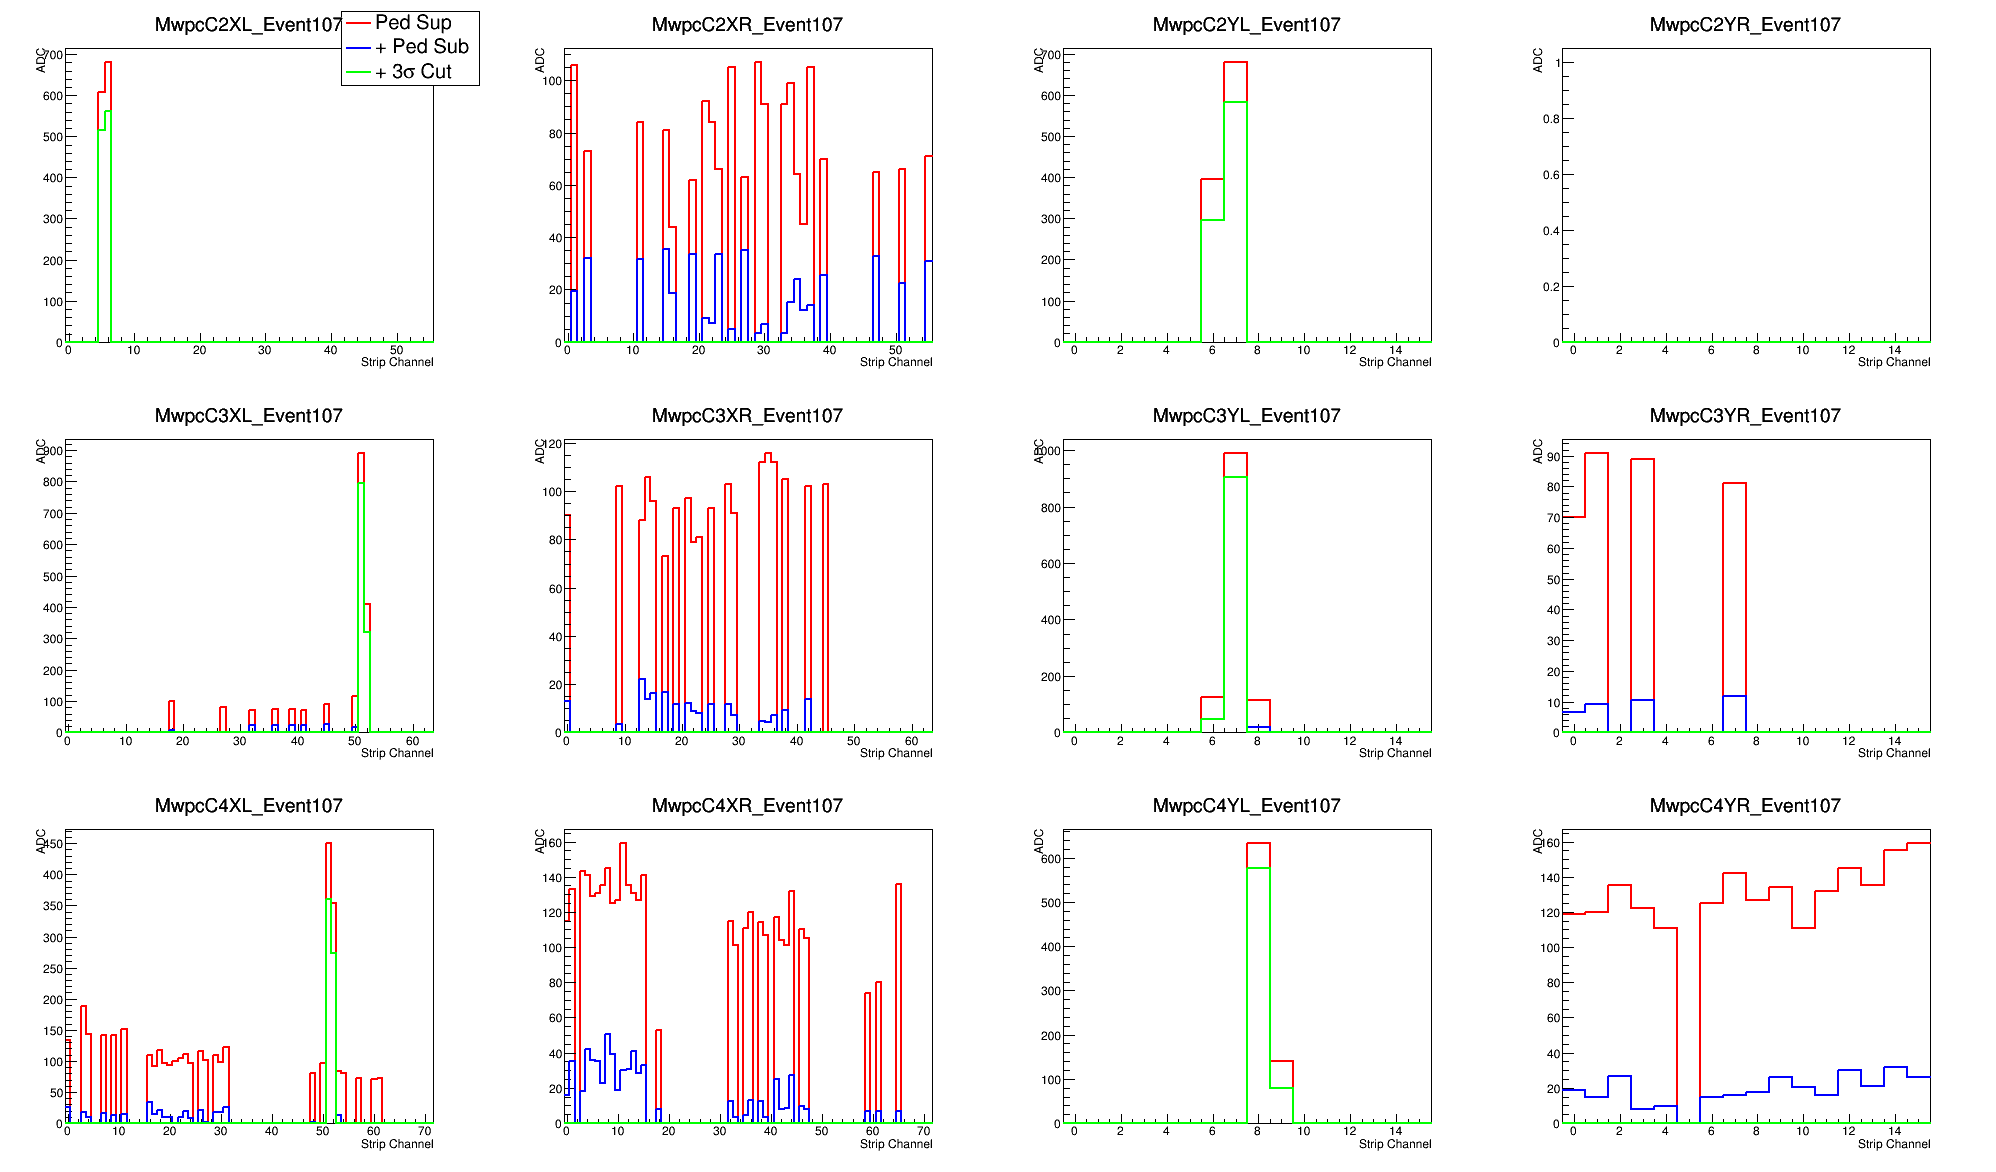 MwpcC2XL_Event107
Ped Sup
+ Ped Sub
+ 3σ Cut
ADC
700
600
500
400
300
200
100
0
0 10 20 30 40 50
Strip Channel
MwpcC2XR_Event107
ADC
100
80
60
40
20
0
0 10 20 30 40 50
Strip Channel
MwpcC2YL_Event107
ADC
700
600
500
400
300
200
100
0
0 2 4 6 8 10 12 14
Strip Channel
MwpcC2YR_Event107
ADC
1
0.8
0.6
0.4
0.2
0
0 2 4 6 8 10 12 14
Strip Channel
MwpcC3XL_Event107
ADC
900
800
700
600
500
400
300
200
100
0
0 10 20 30 40 50 60
Strip Channel
MwpcC3XR_Event107
ADC
120
100
80
60
40
20
0
0 10 20 30 40 50 60
Strip Channel
MwpcC3YL_Event107
ADC
1000
800
600
400
200
0
0 2 4 6 8 10 12 14
Strip Channel
MwpcC3YR_Event107
ADC
90
80
70
60
50
40
30
20
10
0
0 2 4 6 8 10 12 14
Strip Channel
MwpcC4XL_Event107
ADC
450
400
350
300
250
200
150
100
50
0
0 10 20 30 40 50 60 70
Strip Channel
MwpcC4XR_Event107
ADC
160
140
120
100
80
60
40
20
0
0 10 20 30 40 50 60 70
Strip Channel
MwpcC4YL_Event107
ADC
600
500
400
300
200
100
0
0 2 4 6 8 10 12 14
Strip Channel
MwpcC4YR_Event107
ADC
160
140
120
100
80
60
40
20
0
0 2 4 6 8 10 12 14
Strip Channel